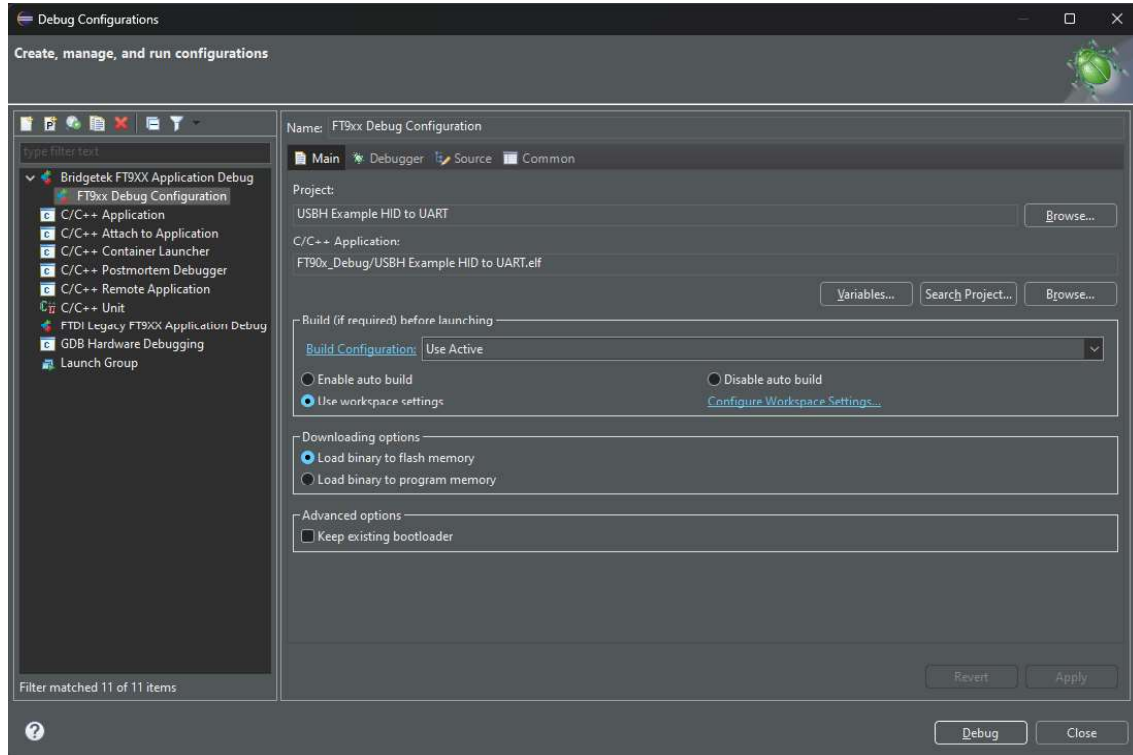 Debug Configurations
Create, manage, and run configurations
type filter text
Bridgetek FT9XX Application Debug
FT9xx Debug Configuration
C/C++ Application
C/C++ Attach to Application
C/C++ Container Launcher
C/C++ Postmortem Debugger
C/C++ Remote Application
C/C++ Unit
FTDI Legacy FT9XX Application Debug
GDB Hardware Debugging
Launch Group
Filter matched 11 of 11 items
Name: FT9xx Debug Configuration
Main Debugger Source Common
Project:
USBH Example HID to UART
Browse...
C/C++ Application:
FT90x_Debug/USBH Example HID to UART.elf
Variables... Search Project... Browse...
Build (if required) before launching
Build Configuration: Use Active
Enable auto build Disable auto build
Use workspace settings Configure Workspace Settings...
Downloading options
Load binary to flash memory
Load binary to program memory
Advanced options
Keep existing bootloader
Revert Apply
Debug Close